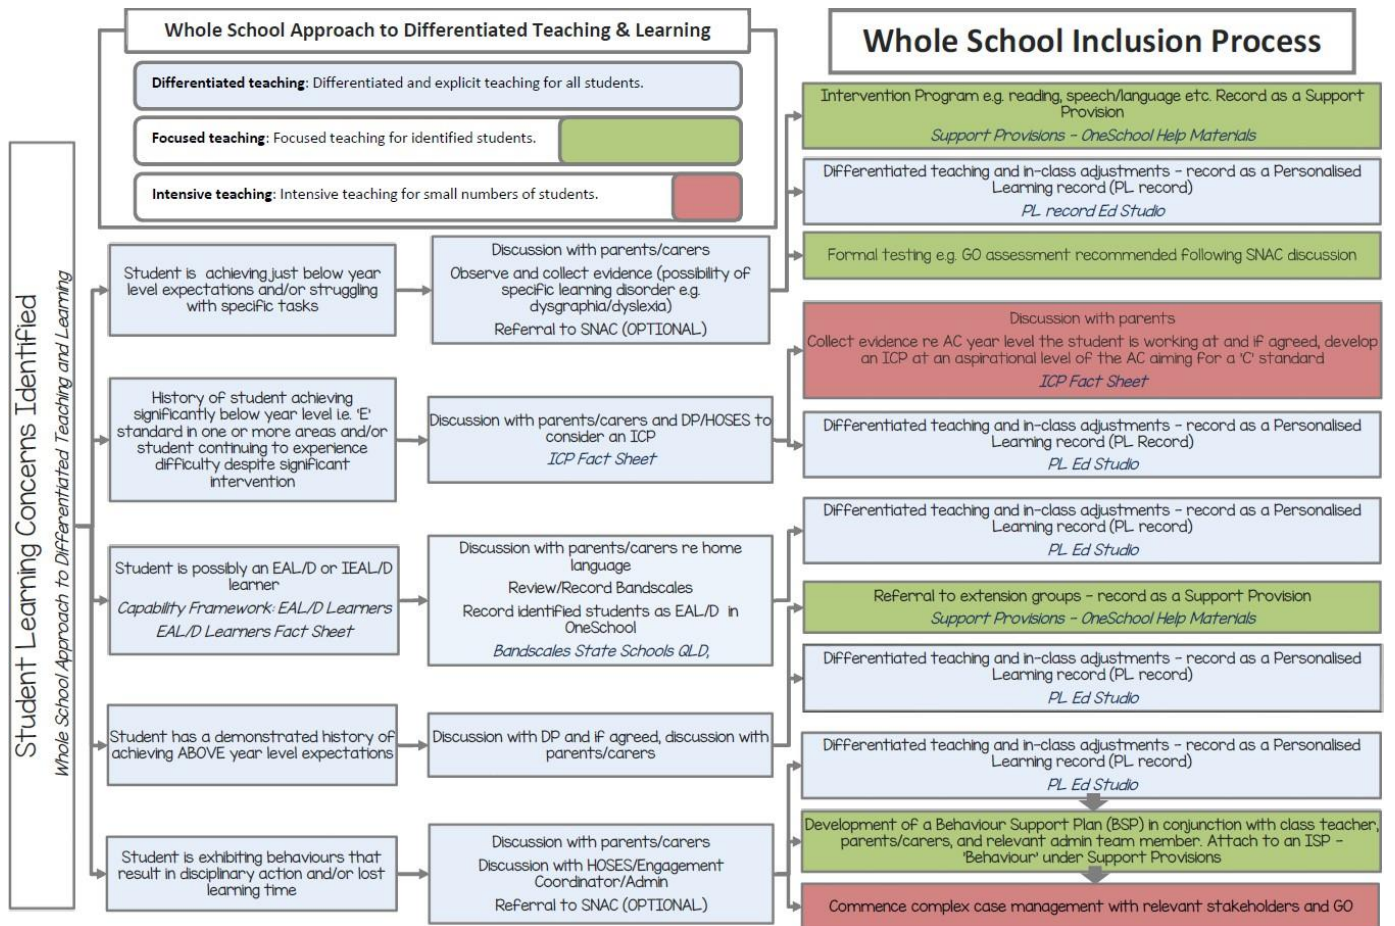 Whole School Approach to Differentiated Teaching & Learning
Differentiated teaching: Differentiated and explicit teaching for all students.
Focused teaching: Focused teaching for identified students.
Intensive teaching: Intensive teaching for small numbers of students.
Whole School Inclusion Process
Student Learning Concerns Identified
Whole School Approach to Differentiated Teaching and Learning
Student is achieving just below year
level expectations and/or struggling
with specific tasks
Discussion with parents/carers
Observe and collect evidence (possibility of
specific learning disorder e.g.
dysgraphia/dyslexia)
Referral to SNAC (OPTIONAL)
Intervention Program e.g. reading, speech/language etc. Record as a Support
Provision
Support Provisions - OneSchool Help Materials
Differentiated teaching and in-class adjustments - record as a Personalised
Learning record (PL record)
PL record Ed Studio
Formal testing e.g. GO assessment recommended following SNAC discussion
History of student achieving
significantly below year level i.e. 'E'
standard in one or more areas and/or
student continuing to experience
difficulty despite significant
intervention
Discussion with parents/carers and DP/HOSES to
consider an ICP
ICP Fact Sheet
Discussion with parents
Collect evidence re AC year level the student is working at and if agreed, develop
an ICP at an aspirational level of the AC aiming for a 'C' standard
ICP Fact Sheet
Differentiated teaching and in-class adjustments - record as a Personalised
Learning record (PL Record)
PL Ed Studio
Student is possibly an EAL/D or IEAL/D
learner
Capability Framework: EAL/D Learners
EAL/D Learners Fact Sheet
Discussion with parents/carers re home
language
Review/Record Bandscales
Record identified students as EAL/D in
OneSchool
Bandscales State Schools QLD,
Differentiated teaching and in-class adjustments - record as a Personalised
Learning record (PL record)
PL Ed Studio
Student has a demonstrated history of
achieving ABOVE year level expectations
Discussion with DP and if agreed, discussion with
parents/carers
Referral to extension groups - record as a Support Provision
Support Provisions - OneSchool Help Materials
Differentiated teaching and in-class adjustments - record as a Personalised
Learning record (PL record)
PL Ed Studio
Student is exhibiting behaviours that
result in disciplinary action and/or lost
learning time
Discussion with parents/carers
Discussion with HOSES/Engagement
Coordinator/Admin
Referral to SNAC (OPTIONAL)
Differentiated teaching and in-class adjustments - record as a Personalised
Learning record (PL record)
PL Ed Studio
Development of a Behaviour Support Plan (BSP) in conjunction with class teacher,
parents/carers, and relevant admin team member. Attach to an ISP -
'Behaviour' under Support Provisions
Commence complex case management with relevant stakeholders and GO